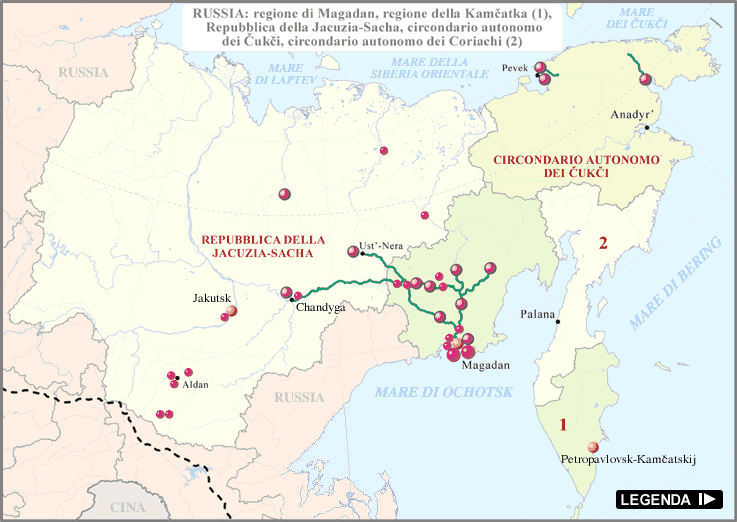 RUSSIA: regione di Magadan, regione della Kamčatka (1),
Repubblica della Jacuzia-Sacha, circondario autonomo
dei Čukči, circondario autonomo dei Coriachi (2)
MARE
DEI ČUKČI
RUSSIA
MARE
DI LAPTEV
MARE DELLA
SIBERIA ORIENTALE
Pevek
Anadyr'
CIRCONDARIO AUTONOMO
DEI ČUKČI
REPUBBLICA DELLA
JACUZIA-SACHA
Ust'-Nera
2
MARE DI BERING
Jakutsk
Chandyga
Palana
Magadan
Aldan
RUSSIA
MARE DI OCHOTSK
1
Petropavlovsk-Kamčatskij
CINA
LEGENDA